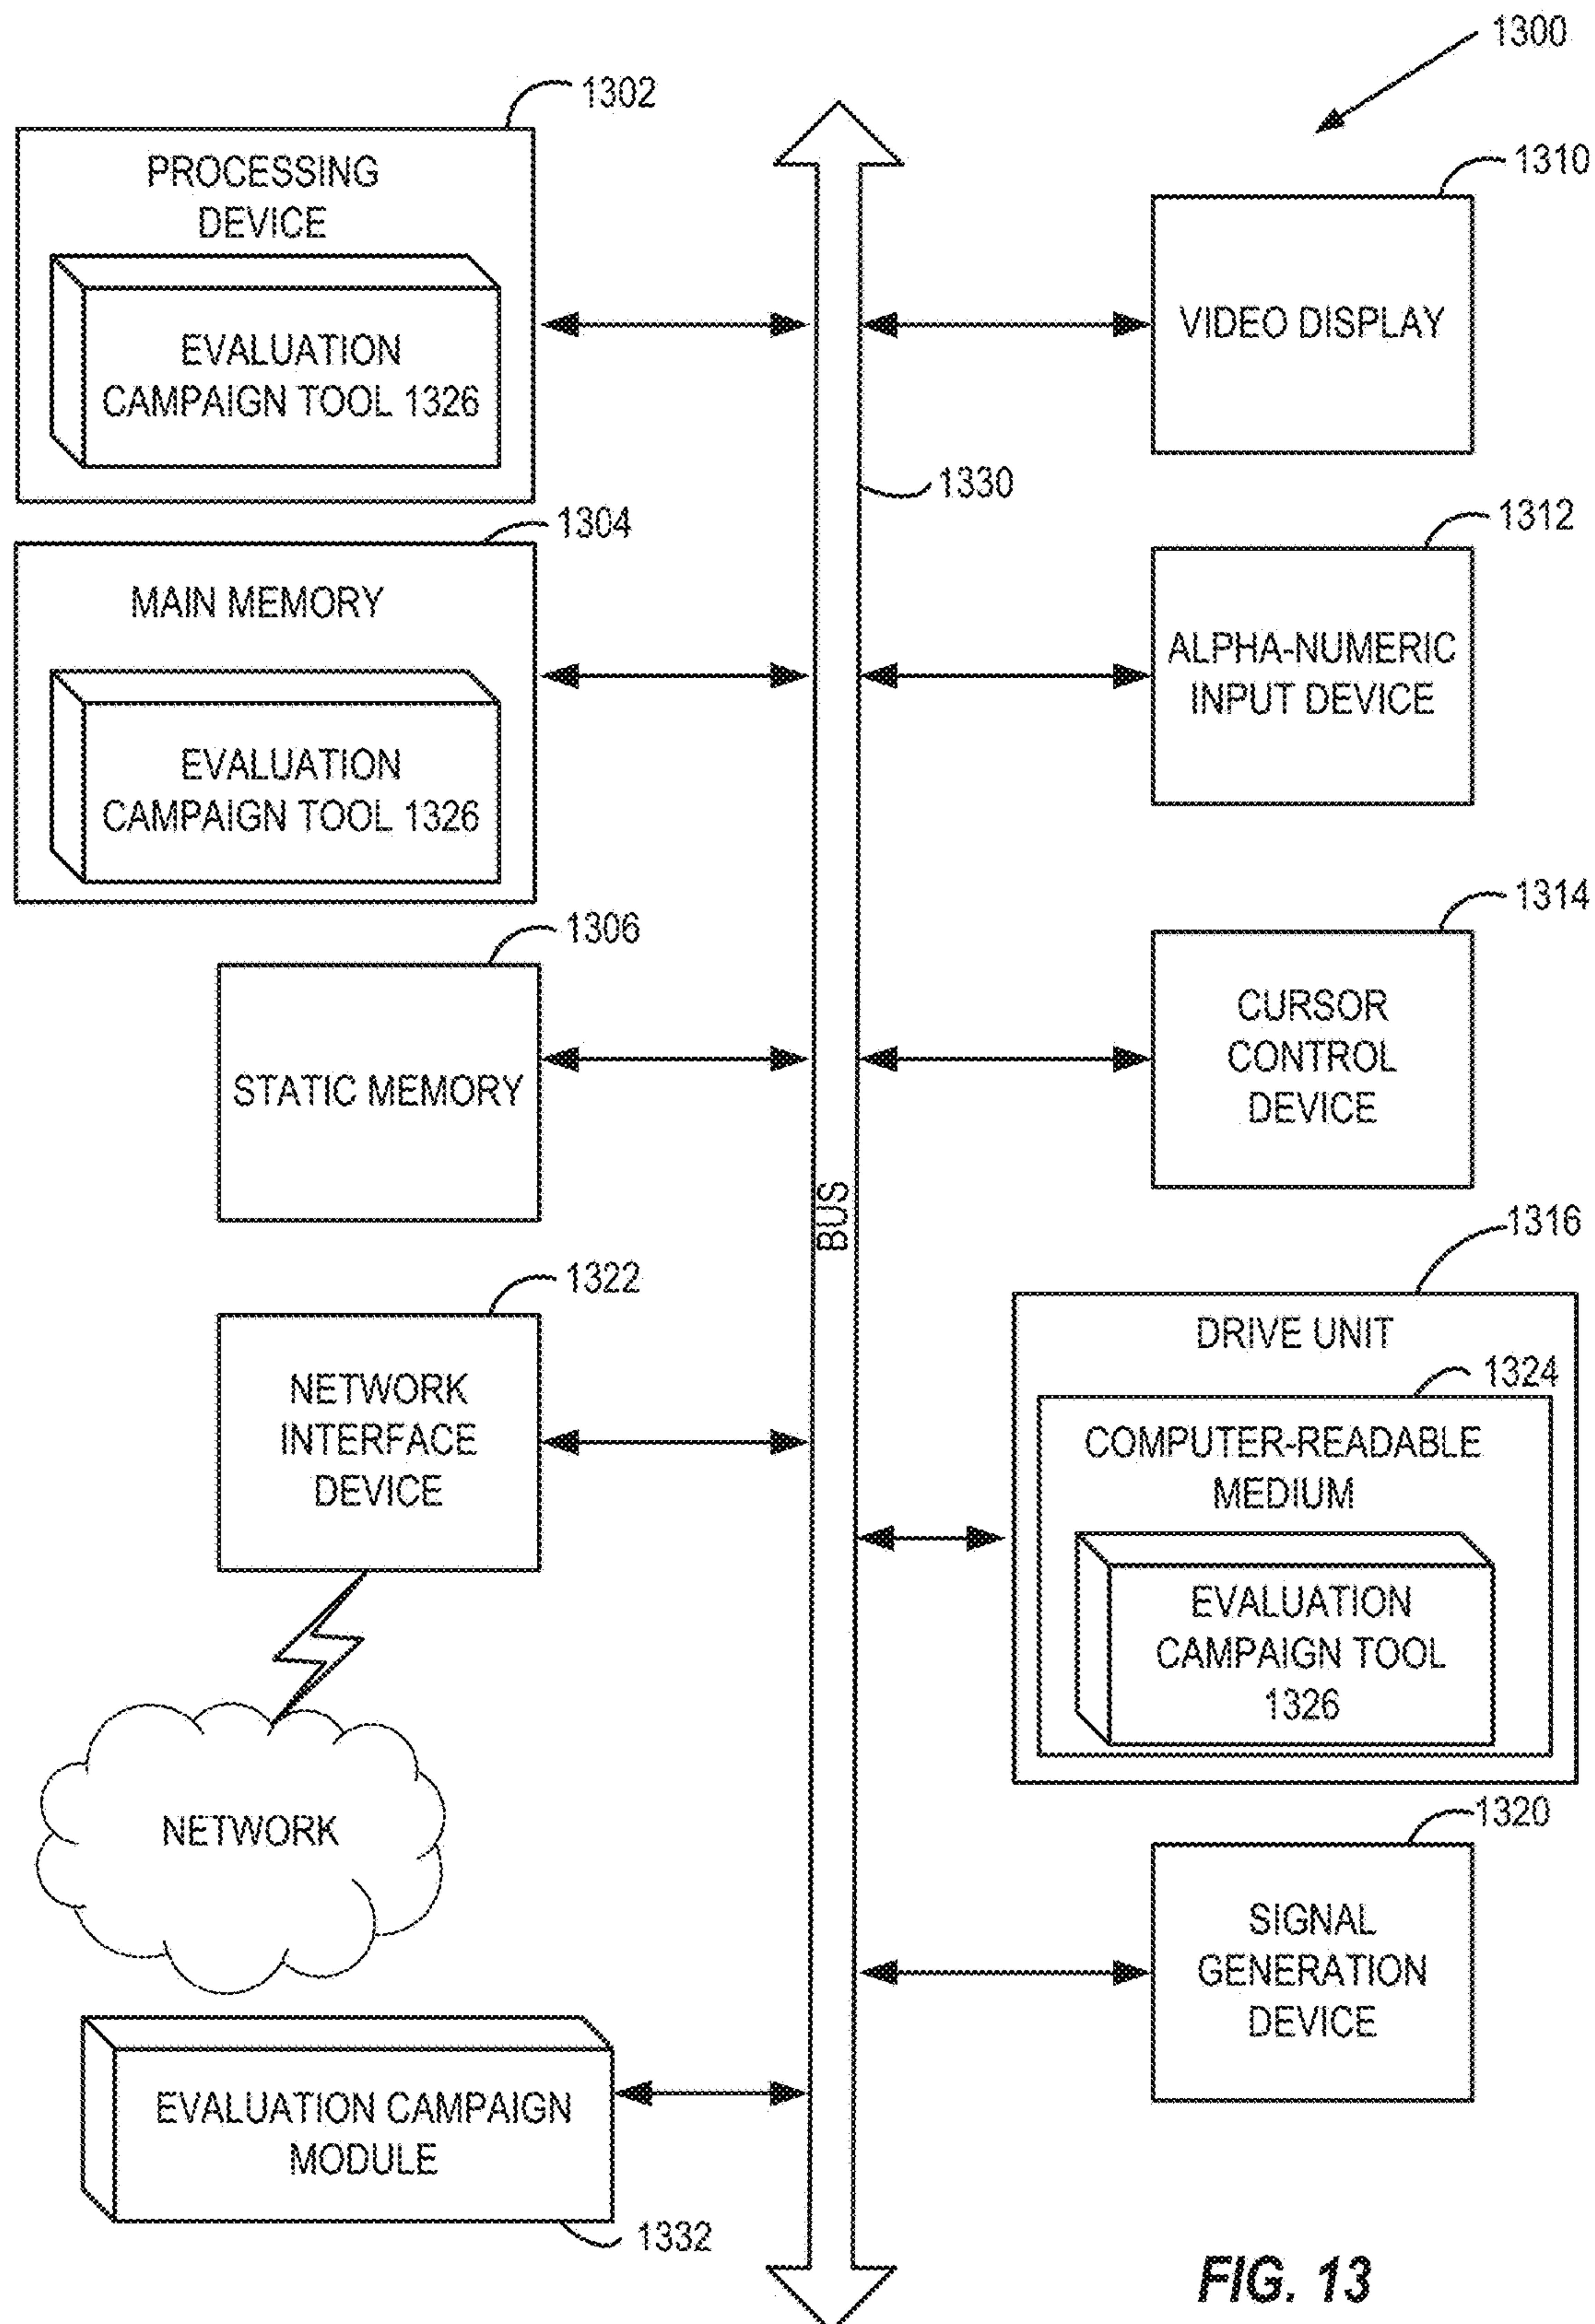 1300
1302
PROCESSING
DEVICE
EVALUATION
CAMPAIGN TOOL 1326
1304
MAIN MEMORY
EVALUATION
CAMPAIGN TOOL 1326
1306
STATIC MEMORY
1322
NETWORK
INTERFACE
DEVICE
NETWORK
EVALUATION CAMPAIGN
MODULE
1332
1330
BUS
1310
VIDEO DISPLAY
1312
ALPHA-NUMERIC
INPUT DEVICE
1314
CURSOR
CONTROL
DEVICE
1316
DRIVE UNIT
1324
COMPUTER-READABLE
MEDIUM
EVALUATION
CAMPAIGN TOOL
1326
1320
SIGNAL
GENERATION
DEVICE
FIG. 13